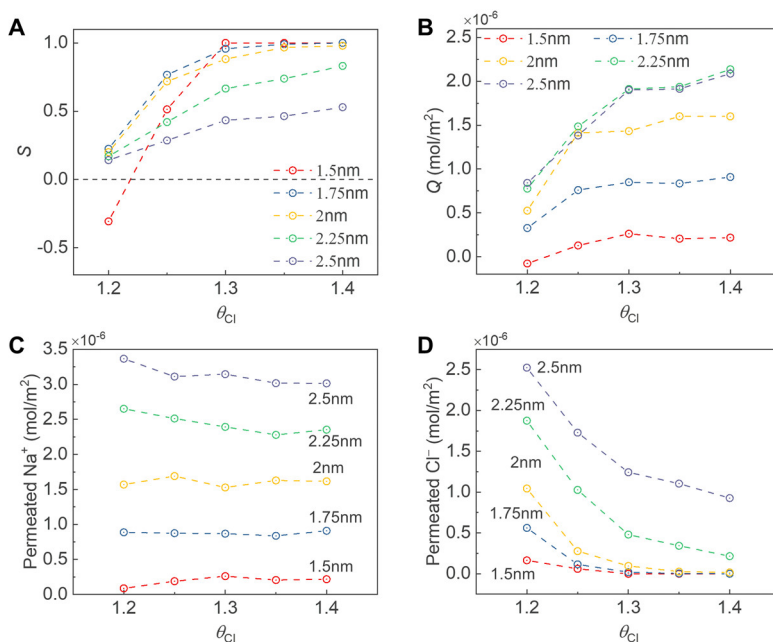 A
S
1.0
0.5
0.0
-0.5
1.2
1.3
1.4
θCl
1.5nm
1.75nm
2nm
2.25nm
2.5nm
B
×10⁻⁶
Q (mol/m²)
2.5
2.0
1.5
1.0
0.5
0.0
1.2
1.3
1.4
θCl
1.5nm
1.75nm
2nm
2.25nm
2.5nm
C
×10⁻⁶
Permeated Na⁺ (mol/m²)
3.5
3.0
2.5
2.0
1.5
1.0
0.5
0.0
1.2
1.3
1.4
θCl
2.5nm
2.25nm
2nm
1.75nm
1.5nm
D
×10⁻⁶
Permeated Cl⁻ (mol/m²)
2.5
2.0
1.5
1.0
0.5
0.0
1.2
1.3
1.4
θCl
2.5nm
2.25nm
2nm
1.75nm
1.5nm